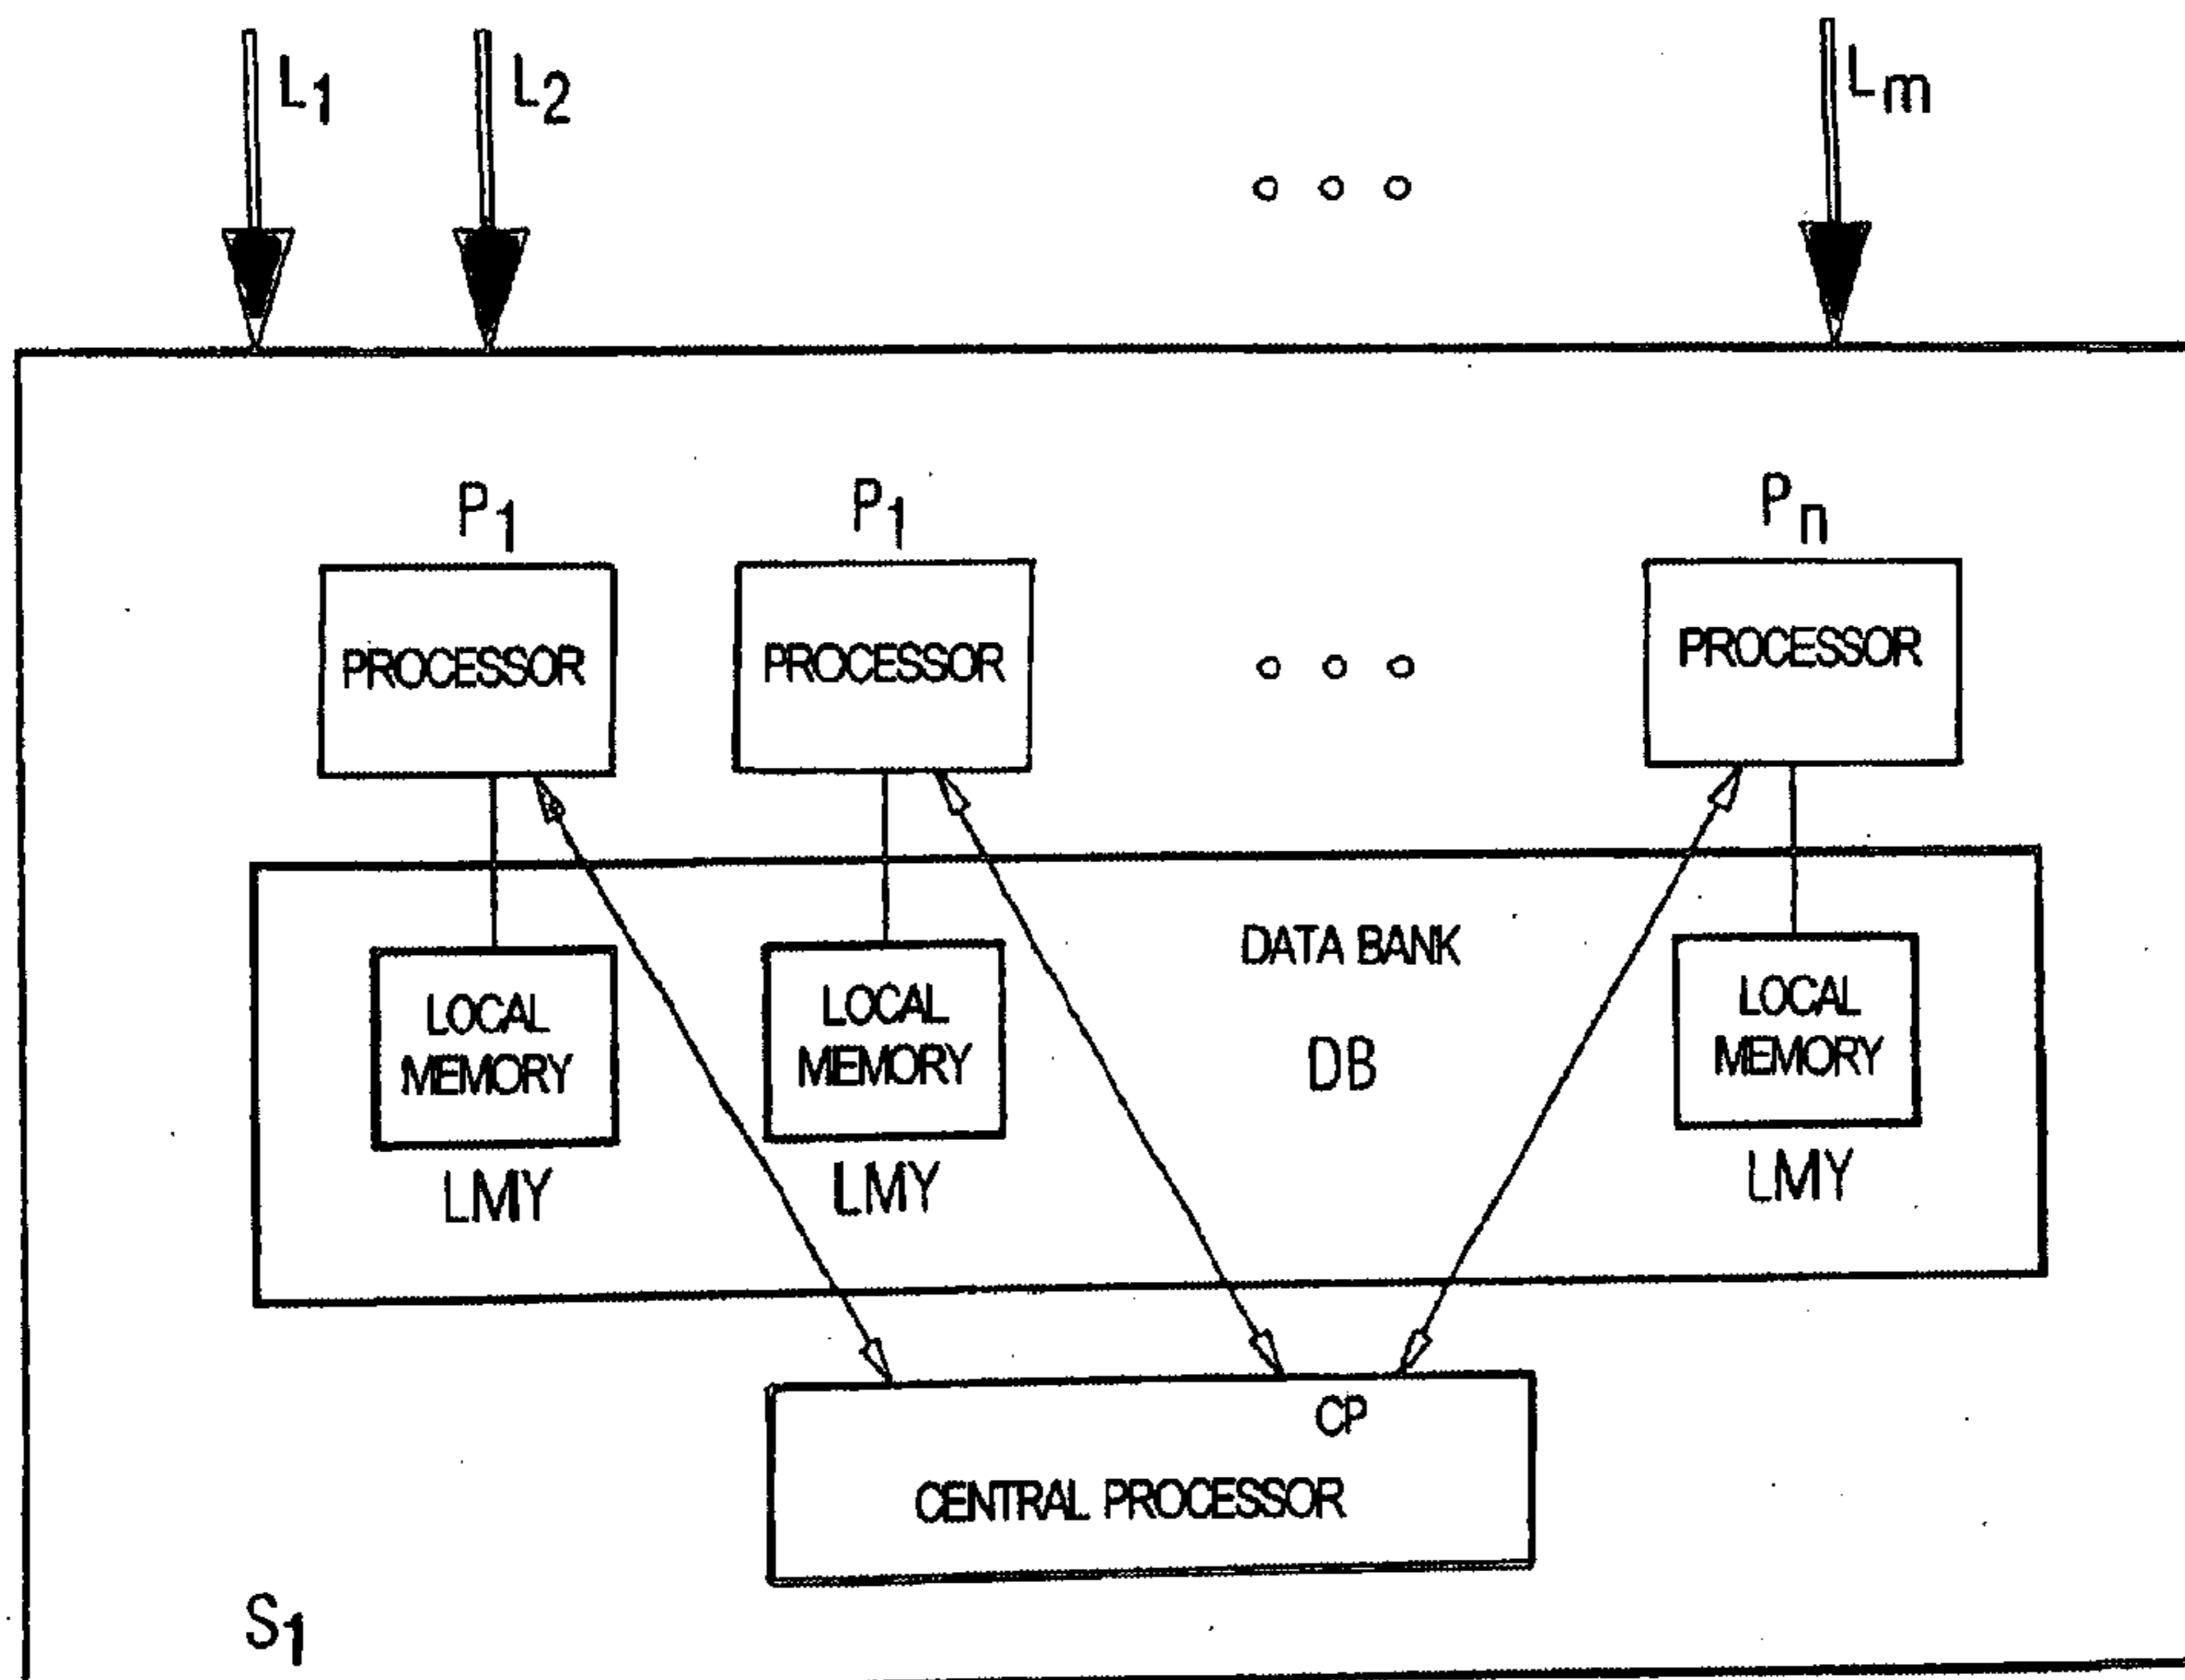 L1 L2 Lm
P1 P1 Pn
PROCESSOR PROCESSOR PROCESSOR
DATA BANK
LOCAL MEMORY
LOCAL MEMORY
LOCAL MEMORY
DB
LMY LMY LMY
CP
CENTRAL PROCESSOR
S1